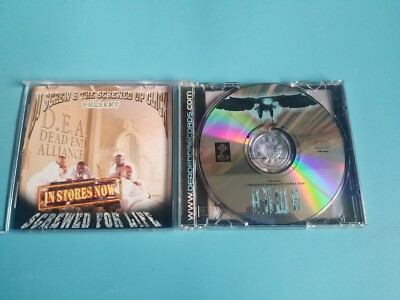 DJ SCREW & THE SCREWED UP CLICK
PRESENT
D.E.A.
DEAD END
ALLIANCE
IN STORES NOW
SCREWED FOR LIFE
WWW.DEADENDRECORDS.COM